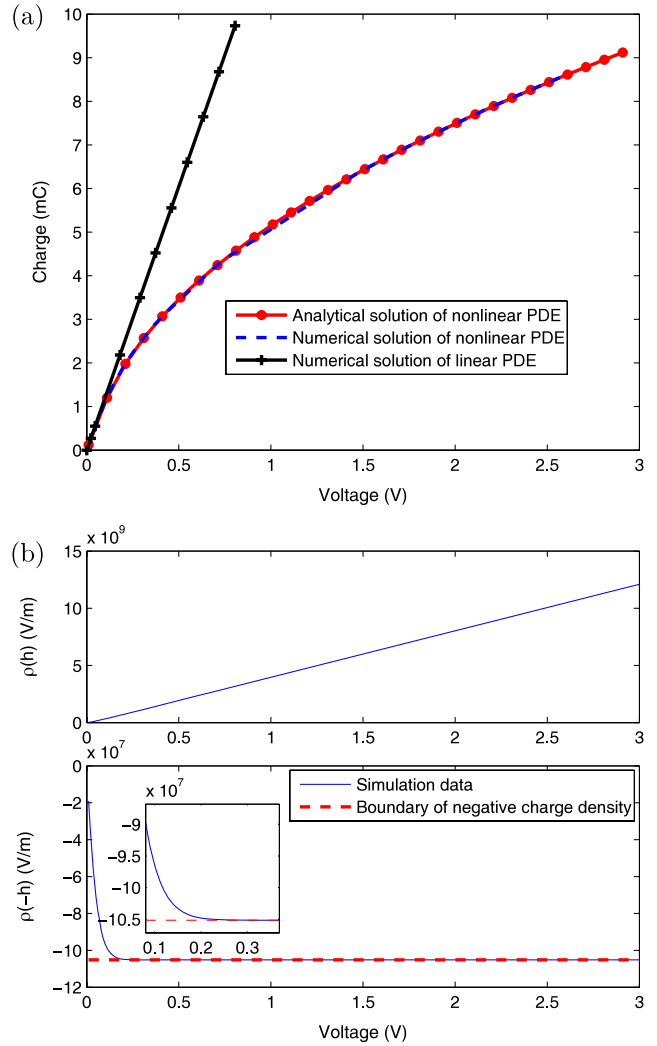 (a)
10
9
8
7
6
5
4
3
2
1
0
Charge (mC)
Analytical solution of nonlinear PDE
Numerical solution of nonlinear PDE
Numerical solution of linear PDE
0 0.5 1 1.5 2 2.5 3
Voltage (V)
(b)
x 10^9
15
10
5
0
ρ(h) (V/m)
0 0.5 1 1.5 2 2.5 3
x 10^7
0
−2
−4
−6
−8
−10
−12
ρ(−h) (V/m)
x 10^7
−9
−9.5
−10
−10.5
0.1 0.2 0.3
Simulation data
Boundary of negative charge density
0 0.5 1 1.5 2 2.5 3
Voltage (V)